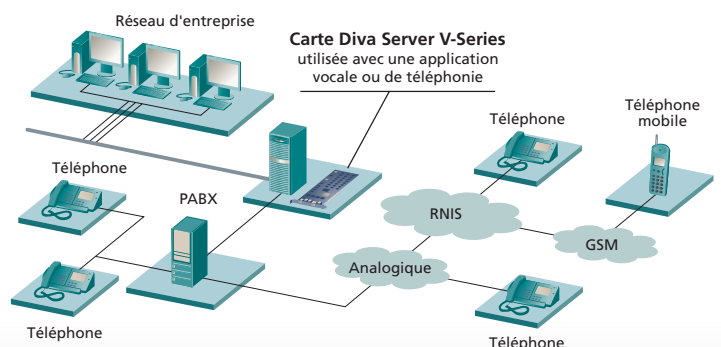 Réseau d'entreprise
Carte Diva Server V-Series
utilisée avec une application
vocale ou de téléphonie
Téléphone
Téléphone
mobile
Téléphone
PABX
RNIS
GSM
Analogique
Téléphone
Téléphone